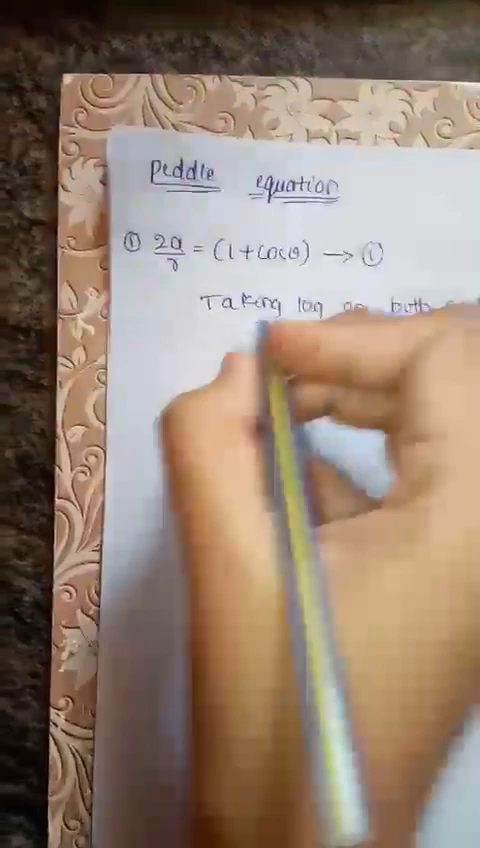 Peddle equation
① 2a/r = (1+cosθ) → ①
Taking log on both